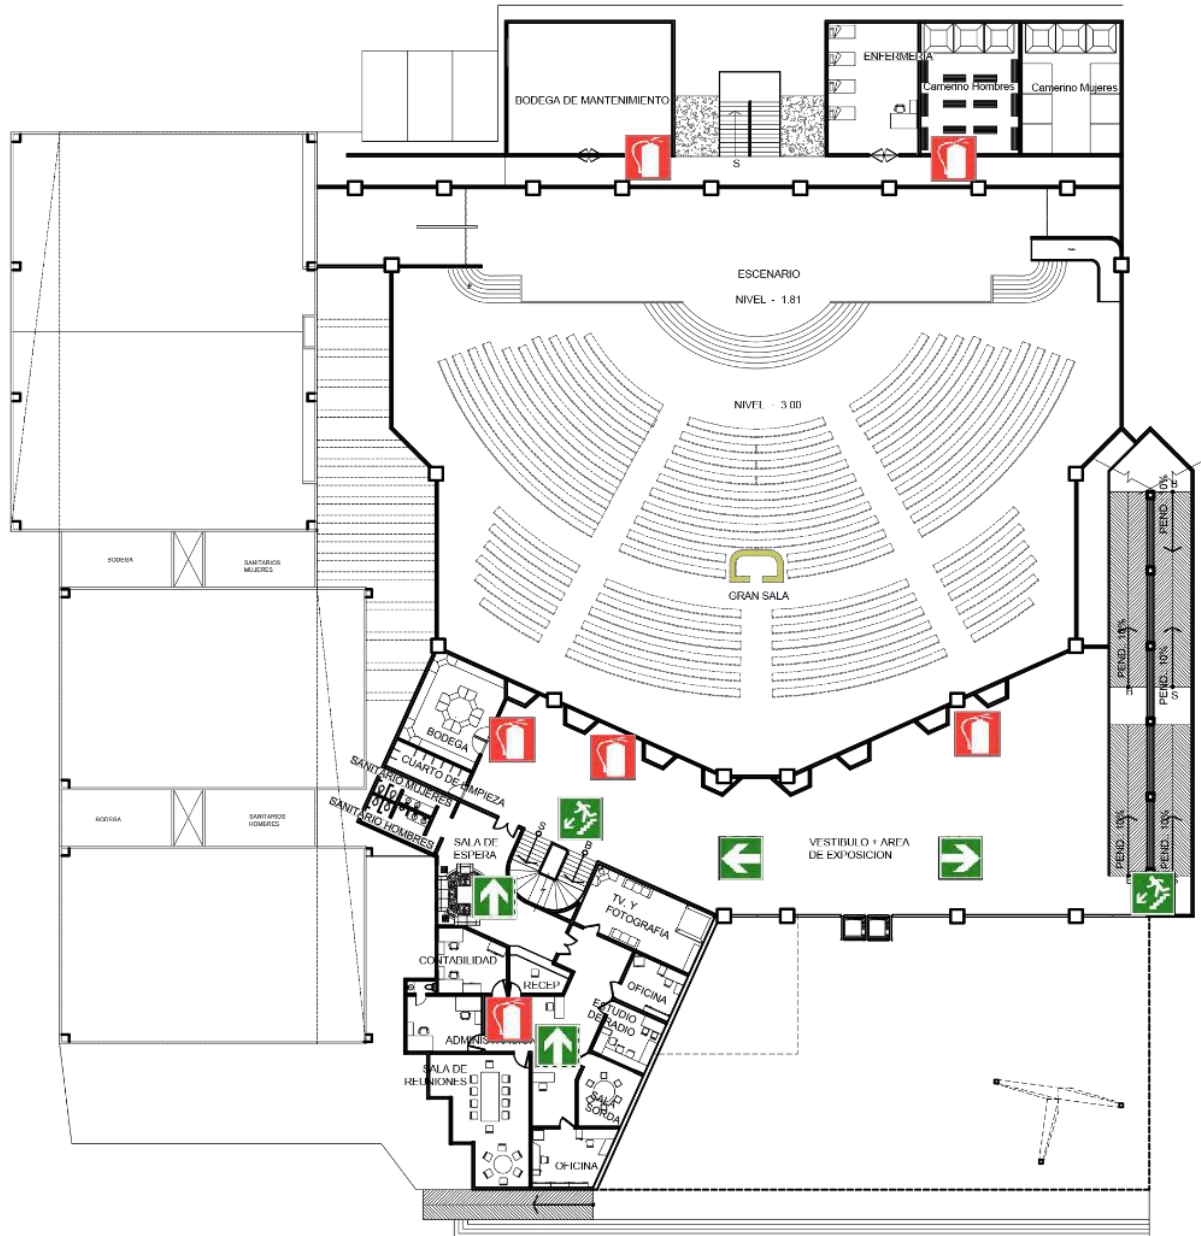 ENFERMERIA
BODEGA DE MANTENIMIENTO
Camerino Hombres
Camerino Mujeres
S
ESCENARIO
NIVEL - 1.81
NIVEL - 3.00
PEND. 10%
B
BODEGA
SANITARIOS
MUJERES
GRAN SALA
PEND. 10%
PEND. 10%
B
S
BODEGA
CUARTO DE LIMPIEZA
SANITARIO MUJERES
SANITARIO HOMBRES
BODEGA
SANITARIOS
HOMBRES
S
B
SALA DE
ESPERA
VESTIBULO + AREA
DE EXPOSICION
PEND. 10%
PEND. 10%
TV. Y
FOTOGRAFIA
CONTABILIDAD
RECEP
OFICINA
ESTUDIO
DE RADIO
SALA DE
REUNIONES
SALA
SORDA
OFICINA